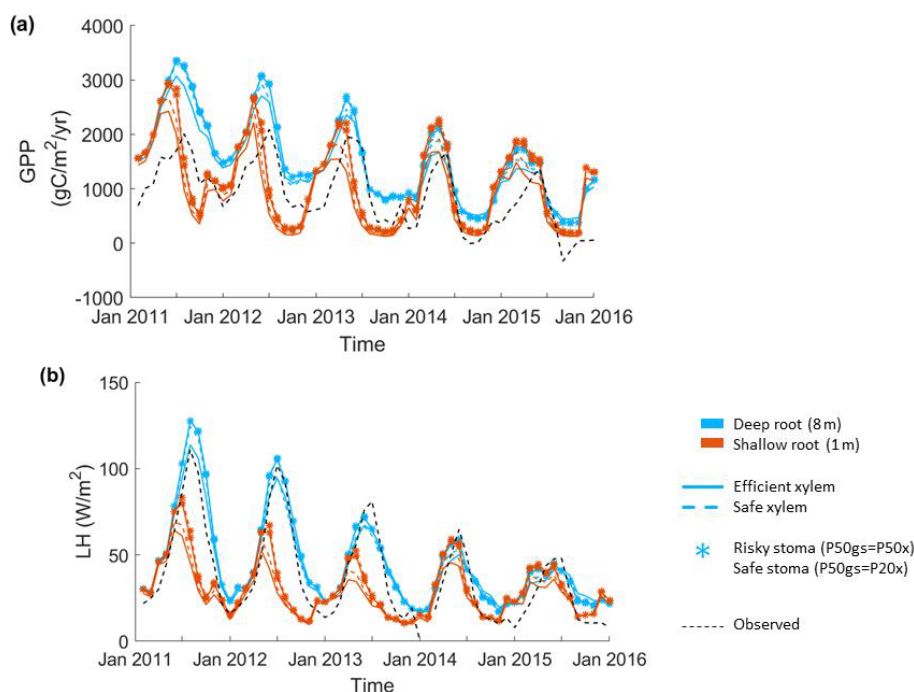 (a)
4000
3000
2000
1000
0
-1000
GPP
(gC/m²/yr)
Jan 2011 Jan 2012 Jan 2013 Jan 2014 Jan 2015 Jan 2016
Time
(b)
150
100
50
0
LH (W/m²)
Jan 2011 Jan 2012 Jan 2013 Jan 2014 Jan 2015 Jan 2016
Time
Deep root (8 m)
Shallow root (1 m)
Efficient xylem
Safe xylem
Risky stoma (P50gs=P50x)
Safe stoma (P50gs=P20x)
Observed